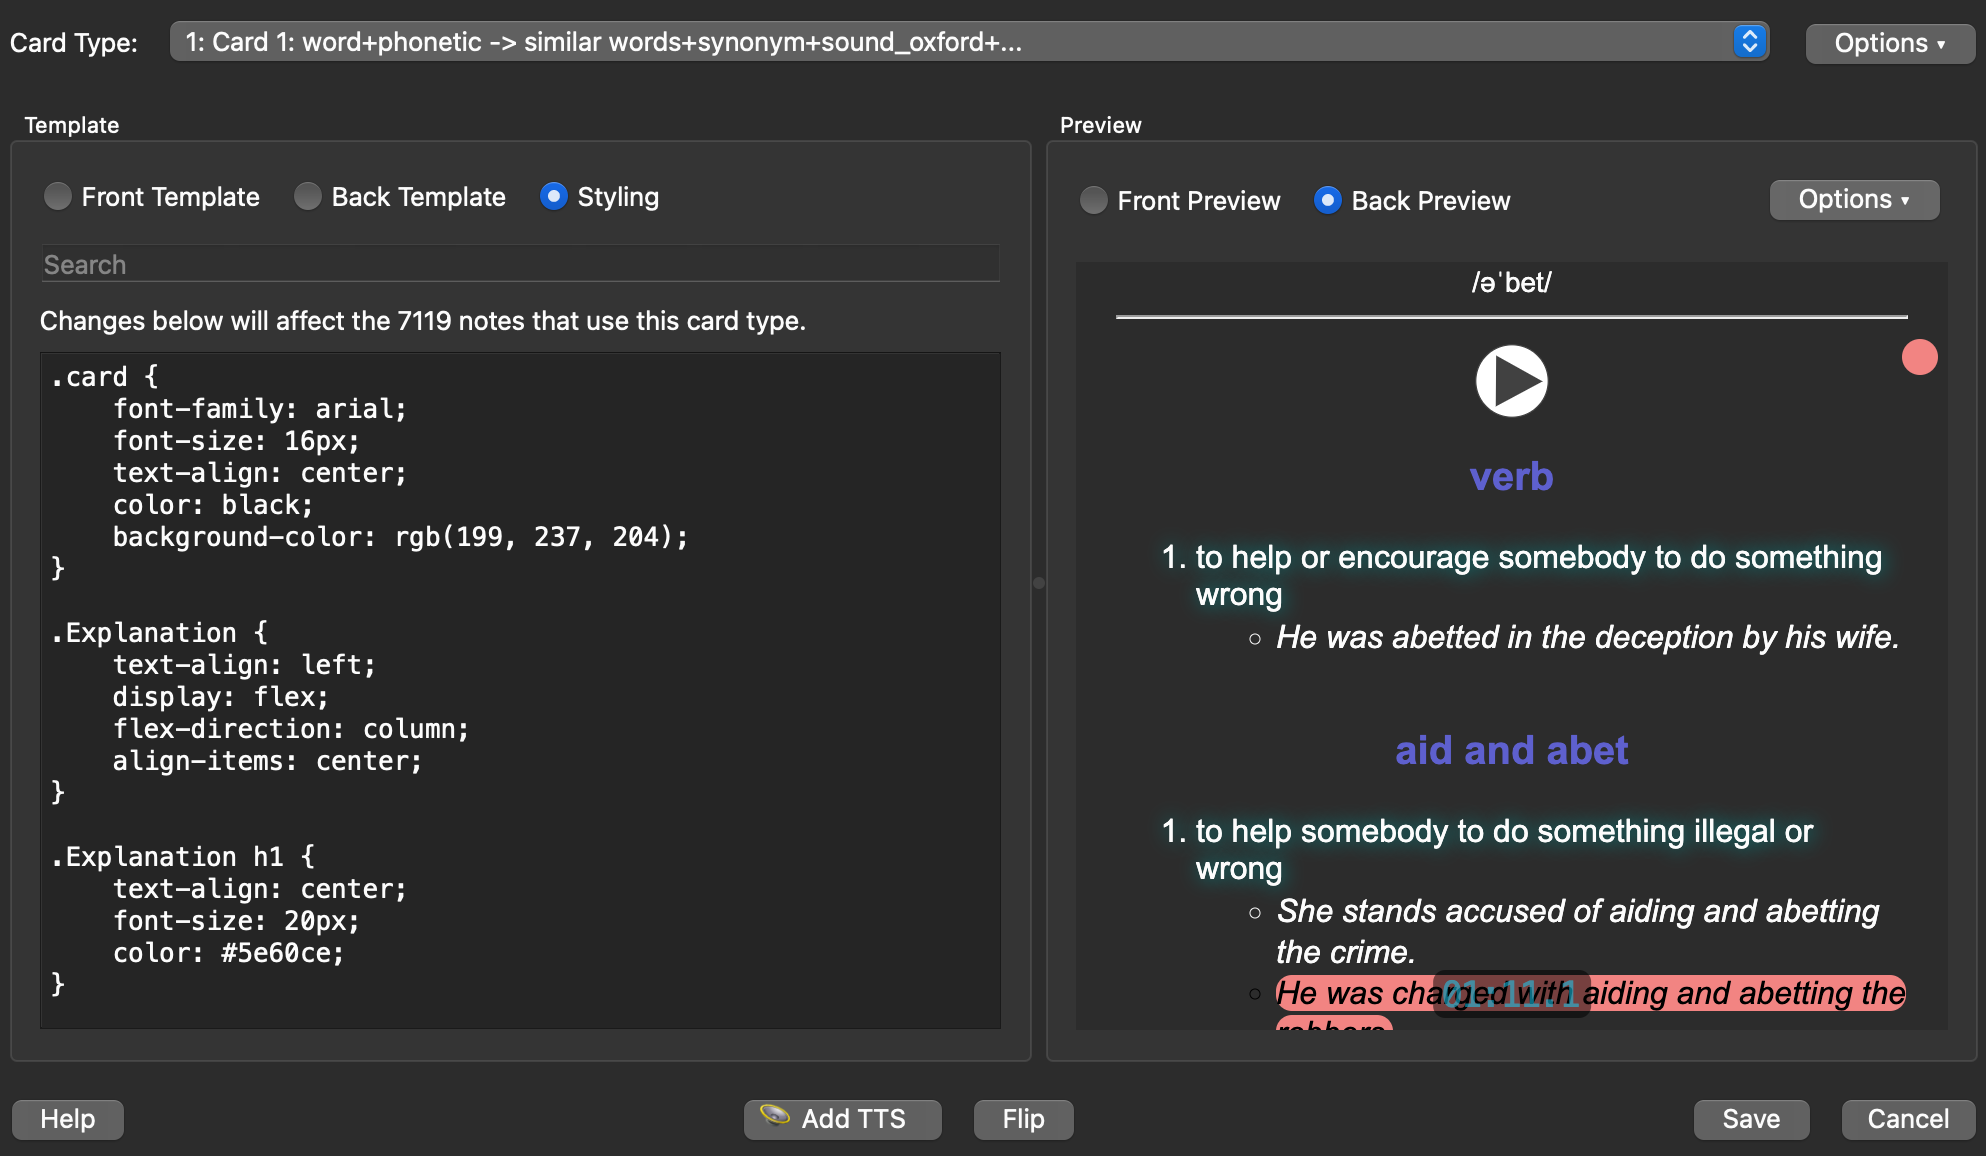 Card Type:
1: Card 1: word+phonetic -> similar words+synonym+sound_oxford+...
Options ▾
Template
Front Template
Back Template
Styling
Search
Changes below will affect the 7119 notes that use this card type.
.card {
    font-family: arial;
    font-size: 16px;
    text-align: center;
    color: black;
    background-color: rgb(199, 237, 204);
}
.Explanation {
    text-align: left;
    display: flex;
    flex-direction: column;
    align-items: center;
}
.Explanation h1 {
    text-align: center;
    font-size: 20px;
    color: #5e60ce;
}
Preview
Front Preview
Back Preview
Options ▾
/əˈbet/
verb
1. to help or encourage somebody to do something
wrong
He was abetted in the deception by his wife.
aid and abet
1. to help somebody to do something illegal or
wrong
She stands accused of aiding and abetting
the crime.
He was charged with aiding and abetting the
robbers.
01:11.1
Help
Add TTS
Flip
Save
Cancel